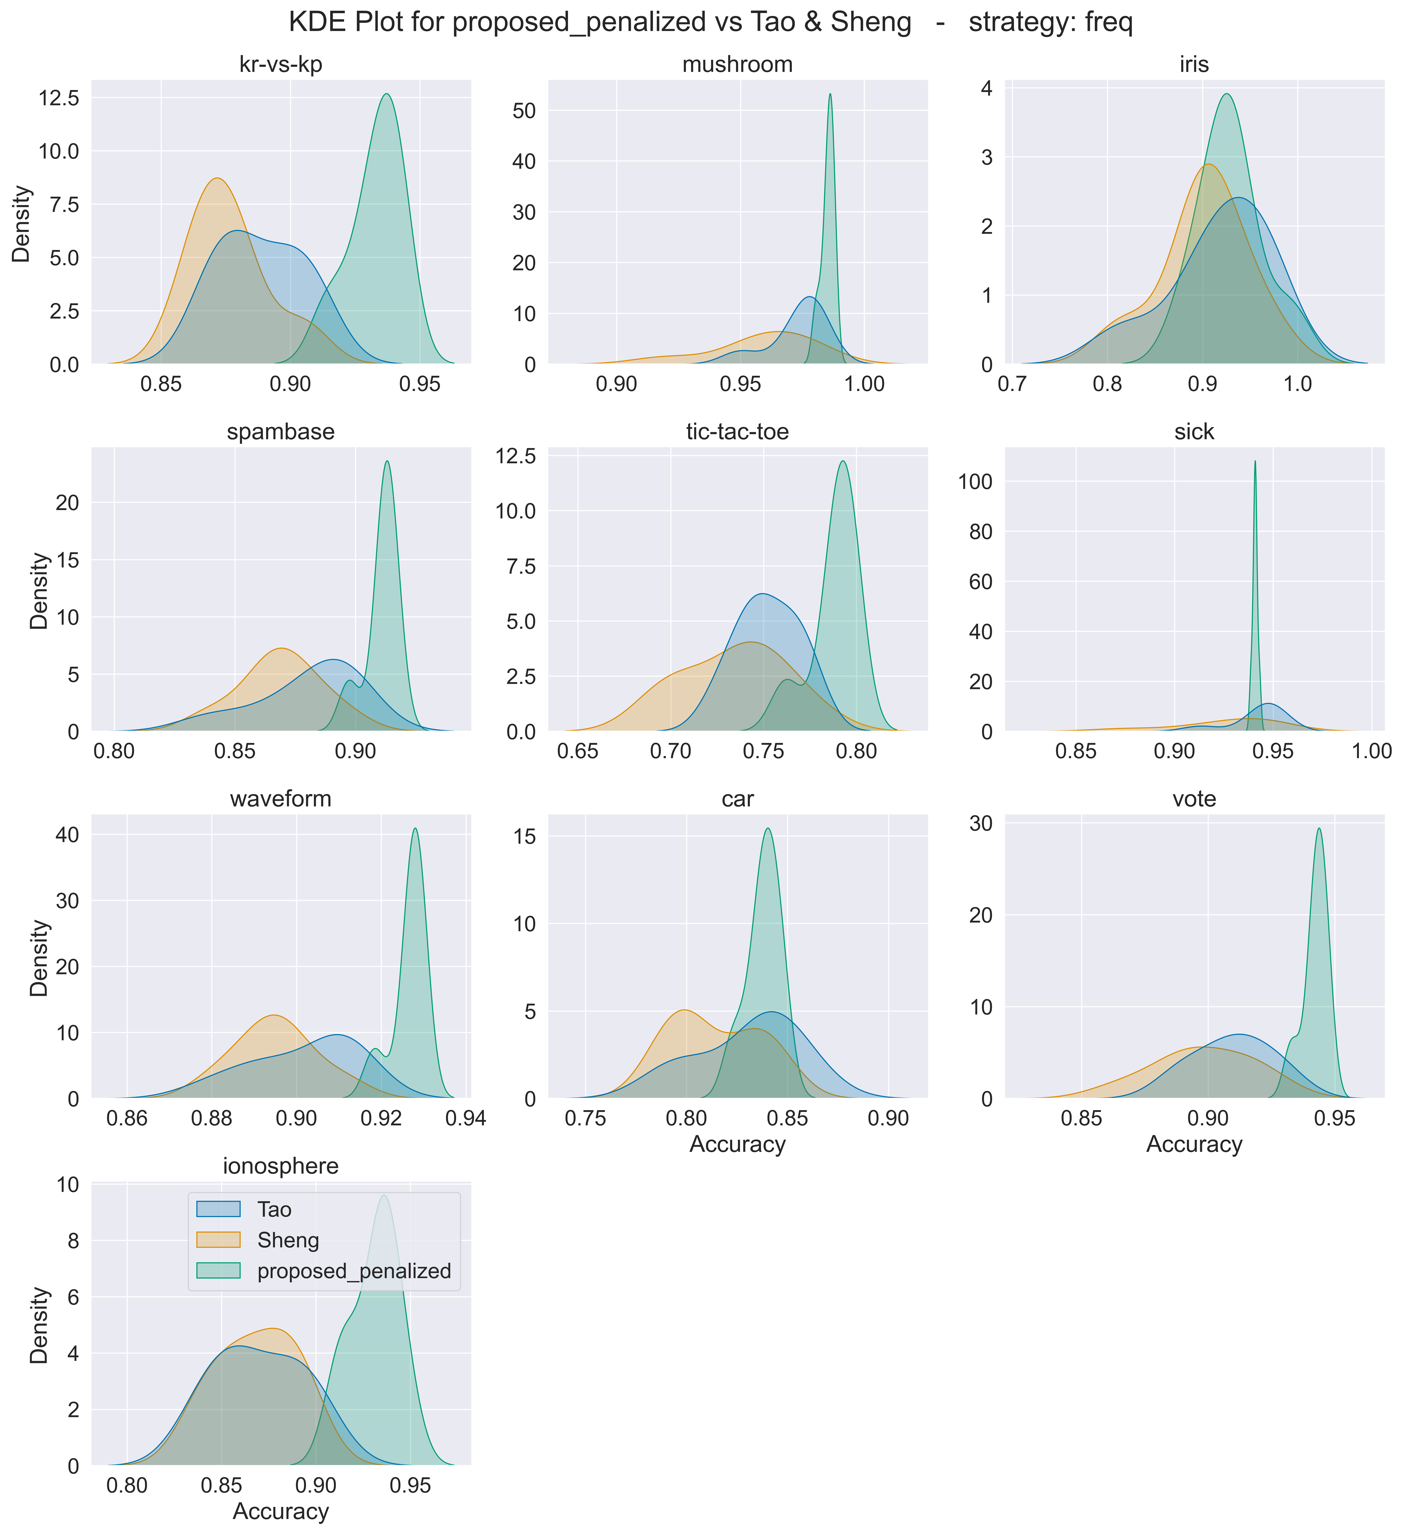 KDE Plot for proposed_penalized vs Tao & Sheng - strategy: freq
kr-vs-kp
12.5
10.0
7.5
5.0
2.5
0.0
Density
0.85 0.90 0.95
mushroom
50
40
30
20
10
0
0.90 0.95 1.00
iris
4
3
2
1
0
0.7 0.8 0.9 1.0
spambase
20
15
10
5
0
Density
0.80 0.85 0.90
tic-tac-toe
12.5
10.0
7.5
5.0
2.5
0.0
0.65 0.70 0.75 0.80
sick
100
80
60
40
20
0
0.85 0.90 0.95 1.00
waveform
40
30
20
10
0
Density
0.86 0.88 0.90 0.92 0.94
car
15
10
5
0
0.75 0.80 0.85 0.90
Accuracy
vote
30
20
10
0
0.85 0.90 0.95
Accuracy
ionosphere
10
8
6
4
2
0
Density
Tao
Sheng
proposed_penalized
0.80 0.85 0.90 0.95
Accuracy